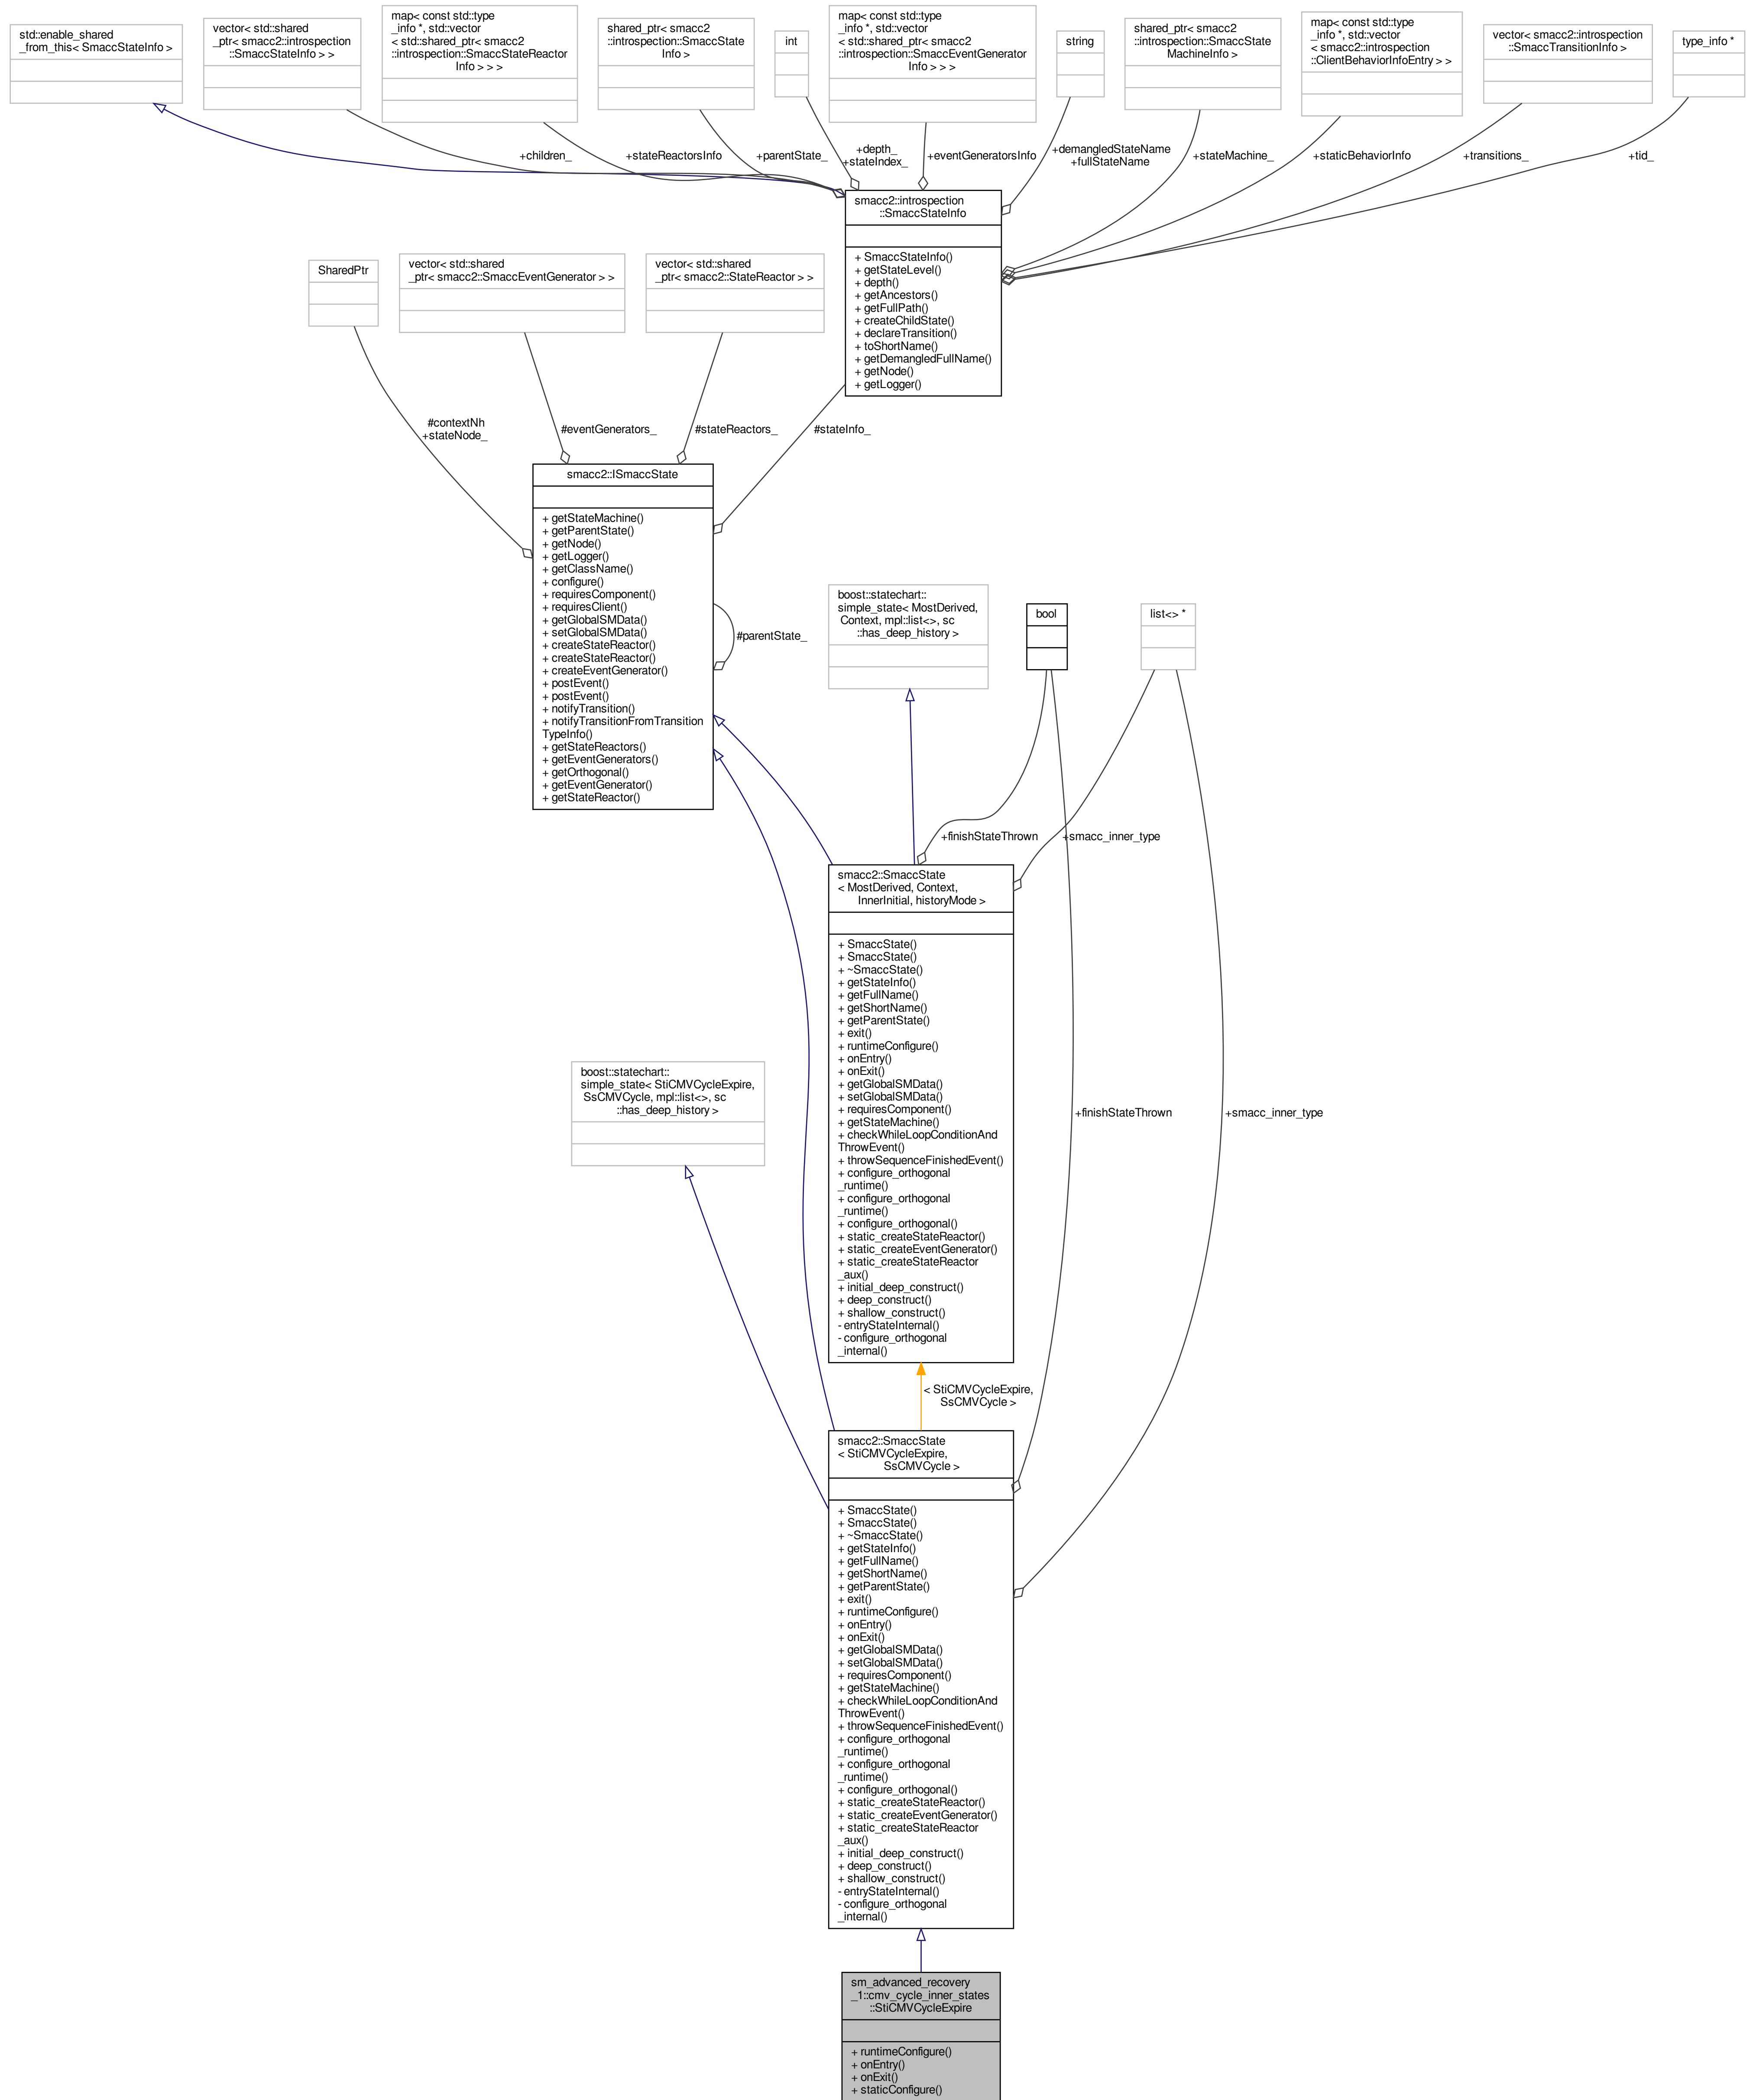 std::enable_shared
_from_this< SmaccStateInfo >
vector< std::shared
_ptr< smacc2::introspection
::SmaccStateInfo > >
map< const std::type
_info *, std::vector
< std::shared_ptr< smacc2
::introspection::SmaccStateReactor
Info > > >
shared_ptr< smacc2
::introspection::SmaccState
Info >
int
map< const std::type
_info *, std::vector
< std::shared_ptr< smacc2
::introspection::SmaccEventGenerator
Info > > >
string
shared_ptr< smacc2
::introspection::SmaccState
MachineInfo >
map< const std::type
_info *, std::vector
< smacc2::introspection
::ClientBehaviorInfoEntry > >
vector< smacc2::introspection
::SmaccTransitionInfo >
type_info *
+children_
+stateReactorsInfo
+parentState_
+depth_
+stateIndex_
+eventGeneratorsInfo
+demangledStateName
+fullStateName
+stateMachine_
+staticBehaviorInfo
+transitions_
+tid_
smacc2::introspection
::SmaccStateInfo
+ SmaccStateInfo()
+ getStateLevel()
+ depth()
+ getAncestors()
+ getFullPath()
+ createChildState()
+ declareTransition()
+ toShortName()
+ getDemangledFullName()
+ getNode()
+ getLogger()
SharedPtr
vector< std::shared
_ptr< smacc2::SmaccEventGenerator > >
vector< std::shared
_ptr< smacc2::StateReactor > >
#contextNh
+stateNode_
#eventGenerators_
#stateReactors_
#stateInfo_
smacc2::ISmaccState
+ getStateMachine()
+ getParentState()
+ getNode()
+ getLogger()
+ getClassName()
+ configure()
+ requiresComponent()
+ requiresClient()
+ getGlobalSMData()
+ setGlobalSMData()
+ createStateReactor()
+ createStateReactor()
+ createEventGenerator()
+ postEvent()
+ postEvent()
+ notifyTransition()
+ notifyTransitionFromTransition
TypeInfo()
+ getStateReactors()
+ getEventGenerators()
+ getOrthogonal()
+ getEventGenerator()
+ getStateReactor()
#parentState_
boost::statechart::
simple_state< MostDerived,
Context, mpl::list<>, sc
::has_deep_history >
bool
list<> *
+finishStateThrown
+smacc_inner_type
smacc2::SmaccState
< MostDerived, Context,
InnerInitial, historyMode >
+ SmaccState()
+ SmaccState()
+ ~SmaccState()
+ getStateInfo()
+ getFullName()
+ getShortName()
+ getParentState()
+ exit()
+ runtimeConfigure()
+ onEntry()
+ onExit()
+ getGlobalSMData()
+ setGlobalSMData()
+ requiresComponent()
+ getStateMachine()
+ checkWhileLoopConditionAnd
ThrowEvent()
+ throwSequenceFinishedEvent()
+ configure_orthogonal
_runtime()
+ configure_orthogonal
_runtime()
+ configure_orthogonal()
+ static_createStateReactor()
+ static_createEventGenerator()
+ static_createStateReactor
_aux()
+ initial_deep_construct()
+ deep_construct()
+ shallow_construct()
- entryStateInternal()
- configure_orthogonal
_internal()
boost::statechart::
simple_state< StiCMVCycleExpire,
SsCMVCycle, mpl::list<>, sc
::has_deep_history >
+finishStateThrown
+smacc_inner_type
< StiCMVCycleExpire,
SsCMVCycle >
smacc2::SmaccState
< StiCMVCycleExpire,
SsCMVCycle >
+ SmaccState()
+ SmaccState()
+ ~SmaccState()
+ getStateInfo()
+ getFullName()
+ getShortName()
+ getParentState()
+ exit()
+ runtimeConfigure()
+ onEntry()
+ onExit()
+ getGlobalSMData()
+ setGlobalSMData()
+ requiresComponent()
+ getStateMachine()
+ checkWhileLoopConditionAnd
ThrowEvent()
+ throwSequenceFinishedEvent()
+ configure_orthogonal
_runtime()
+ configure_orthogonal
_runtime()
+ configure_orthogonal()
+ static_createStateReactor()
+ static_createEventGenerator()
+ static_createStateReactor
_aux()
+ initial_deep_construct()
+ deep_construct()
+ shallow_construct()
- entryStateInternal()
- configure_orthogonal
_internal()
sm_advanced_recovery
_1::cmv_cycle_inner_states
::StiCMVCycleExpire
+ runtimeConfigure()
+ onEntry()
+ onExit()
+ staticConfigure()